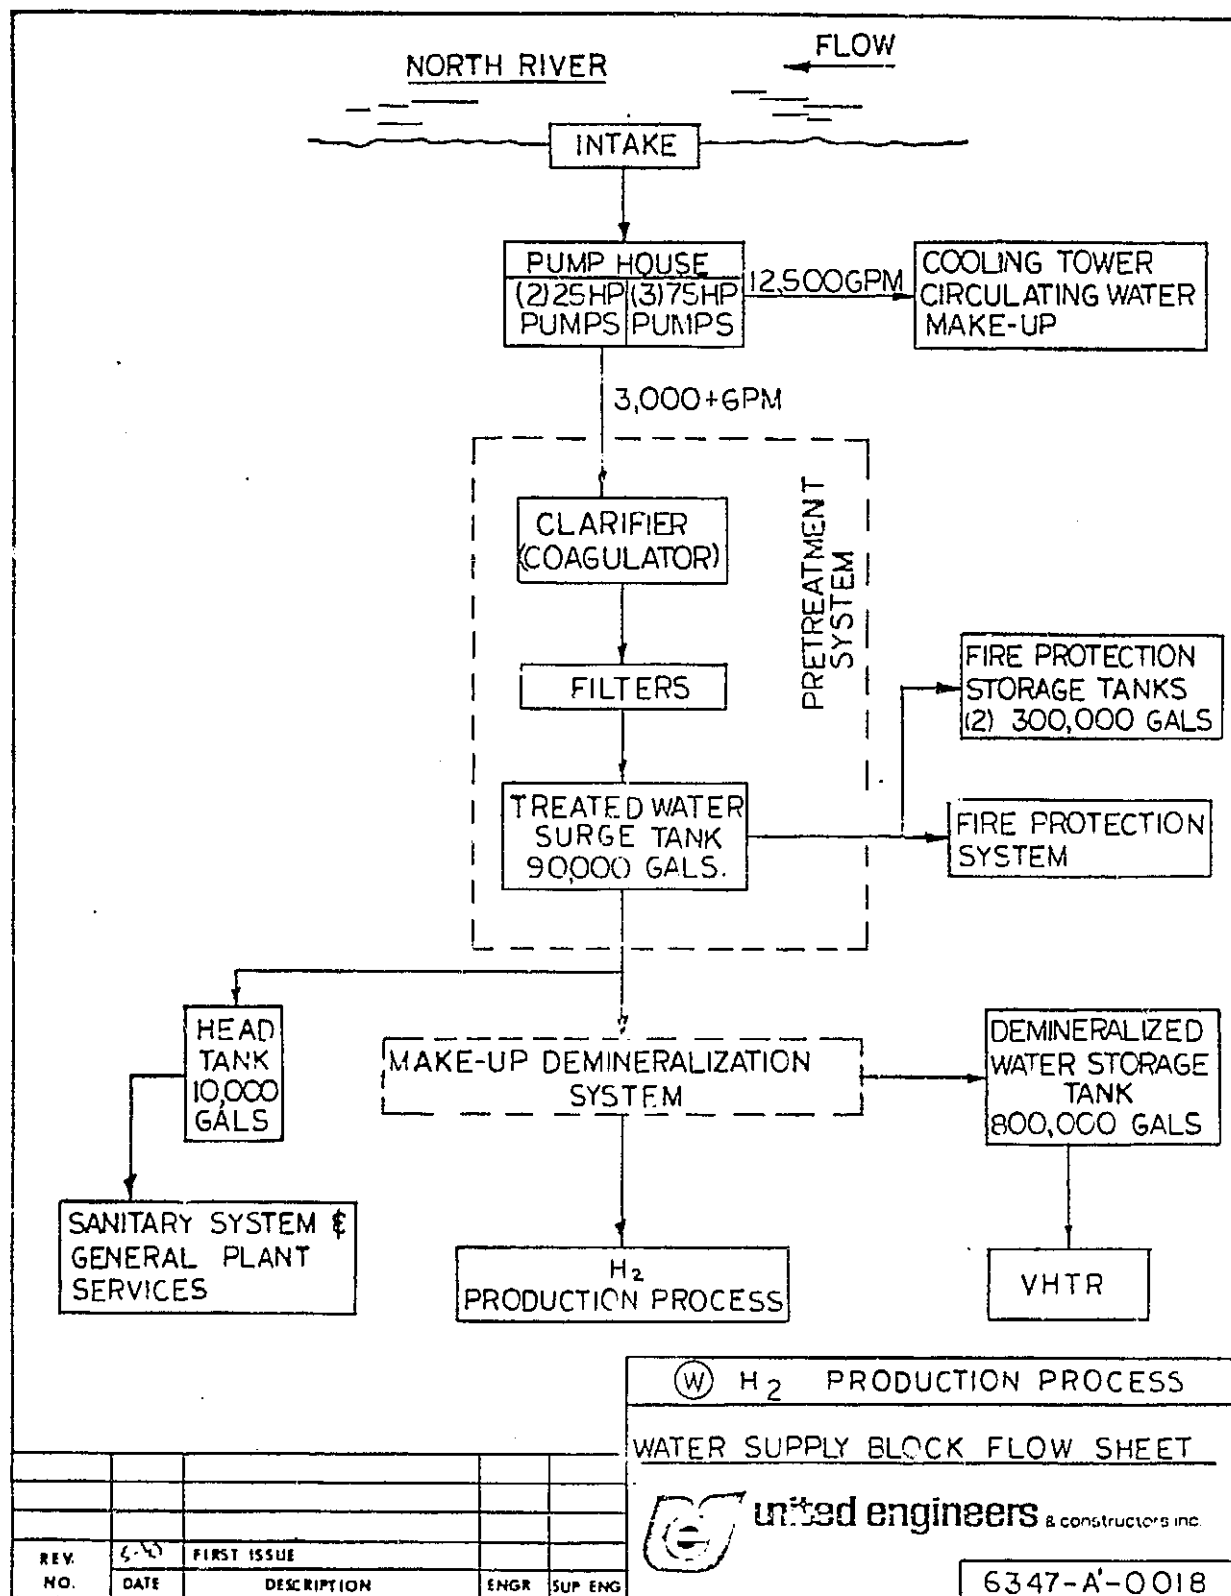 NORTH RIVER
FLOW
INTAKE
PUMP HOUSE
(2)25HP
PUMPS
(3)75HP
PUMPS
12,500GPM
COOLING TOWER
CIRCULATING WATER
MAKE-UP
3,000+GPM
CLARIFIER
(COAGULATOR)
PRETREATMENT
SYSTEM
FILTERS
FIRE PROTECTION
STORAGE TANKS
(2) 300,000 GALS
TREATED WATER
SURGE TANK
90,000 GALS.
FIRE PROTECTION
SYSTEM
HEAD
TANK
10,000
GALS
MAKE-UP DEMINERALIZATION
SYSTEM
DEMINERALIZED
WATER STORAGE
TANK
800,000 GALS
SANITARY SYSTEM &
GENERAL PLANT
SERVICES
H2
PRODUCTION PROCESS
VHTR
W H2 PRODUCTION PROCESS
WATER SUPPLY BLOCK FLOW SHEET
united engineers & constructors inc.
6347-A'-0018
FIRST ISSUE
REV.
NO.
DATE
DESCRIPTION
ENGR
SUP ENG